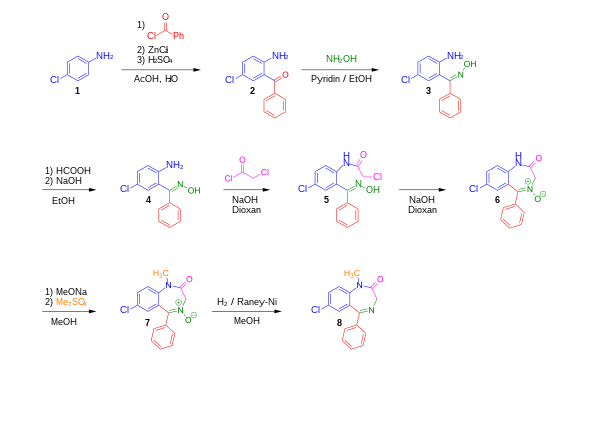 1)
O
Cl Ph
2) ZnCl
3) H₂SO₄
AcOH, H₂O
NH₂
Cl
1
NH₂
Cl
O
2
NH₂OH
Pyridin / EtOH
NH₂
OH
N
Cl
3
1) HCOOH
2) NaOH
EtOH
NH₂
Cl
N
OH
4
O
Cl
Cl
NaOH
Dioxan
H
N
O
Cl
Cl
N
OH
5
NaOH
Dioxan
H
N
O
Cl
N⊕
O⊖
6
1) MeONa
2) Me₂SO₄
MeOH
H₃C
N
O
Cl
N⊕
O⊖
7
H₂ / Raney-Ni
MeOH
H₃C
N
O
Cl
N
8